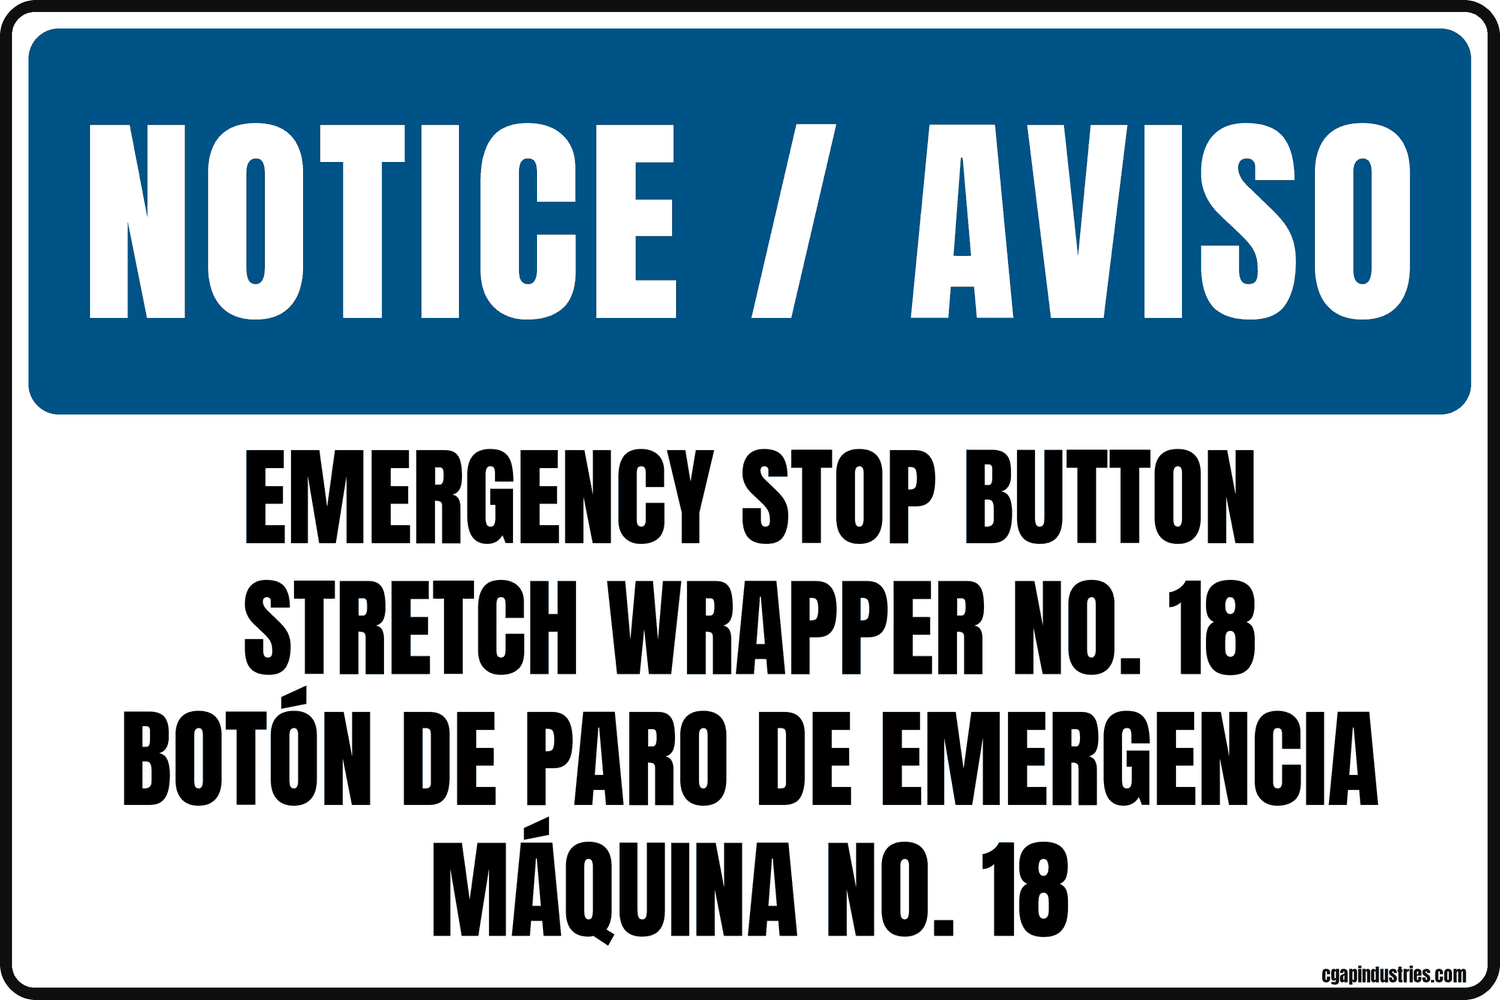 NOTICE / AVISO
EMERGENCY STOP BUTTON
STRETCH WRAPPER NO. 18
BOTÓN DE PARO DE EMERGENCIA
MÁQUINA NO. 18
cgapindustries.com